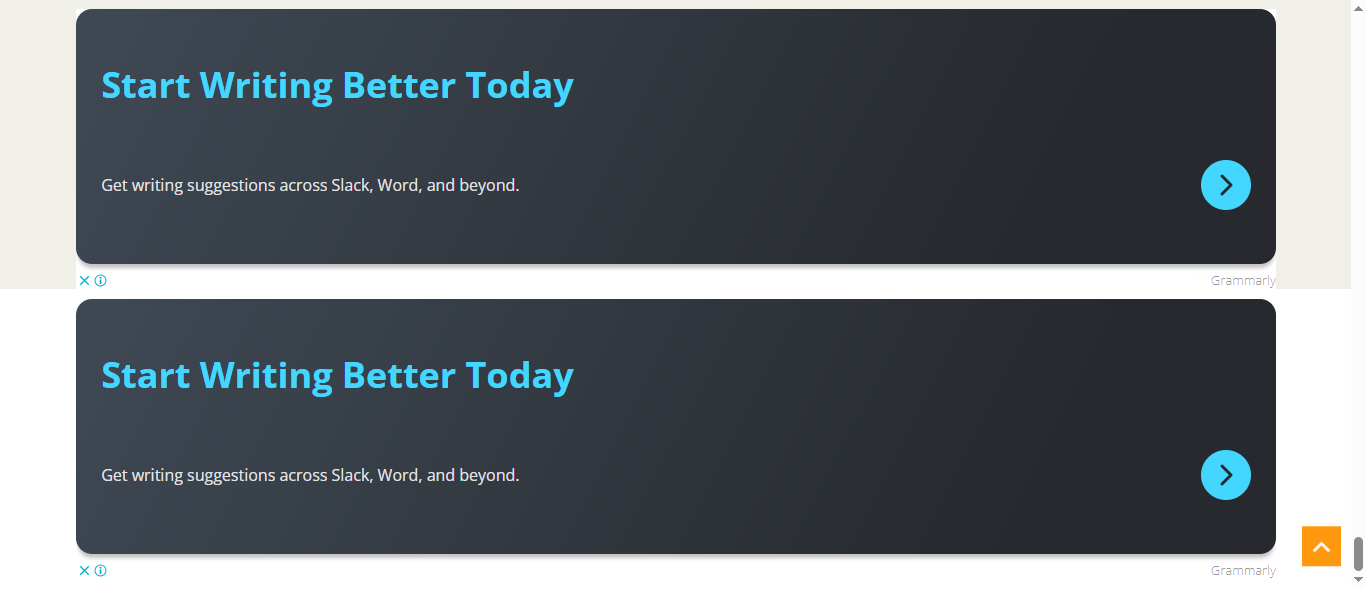 Start Writing Better Today
Get writing suggestions across Slack, Word, and beyond.
Grammarly
Start Writing Better Today
Get writing suggestions across Slack, Word, and beyond.
Grammarly